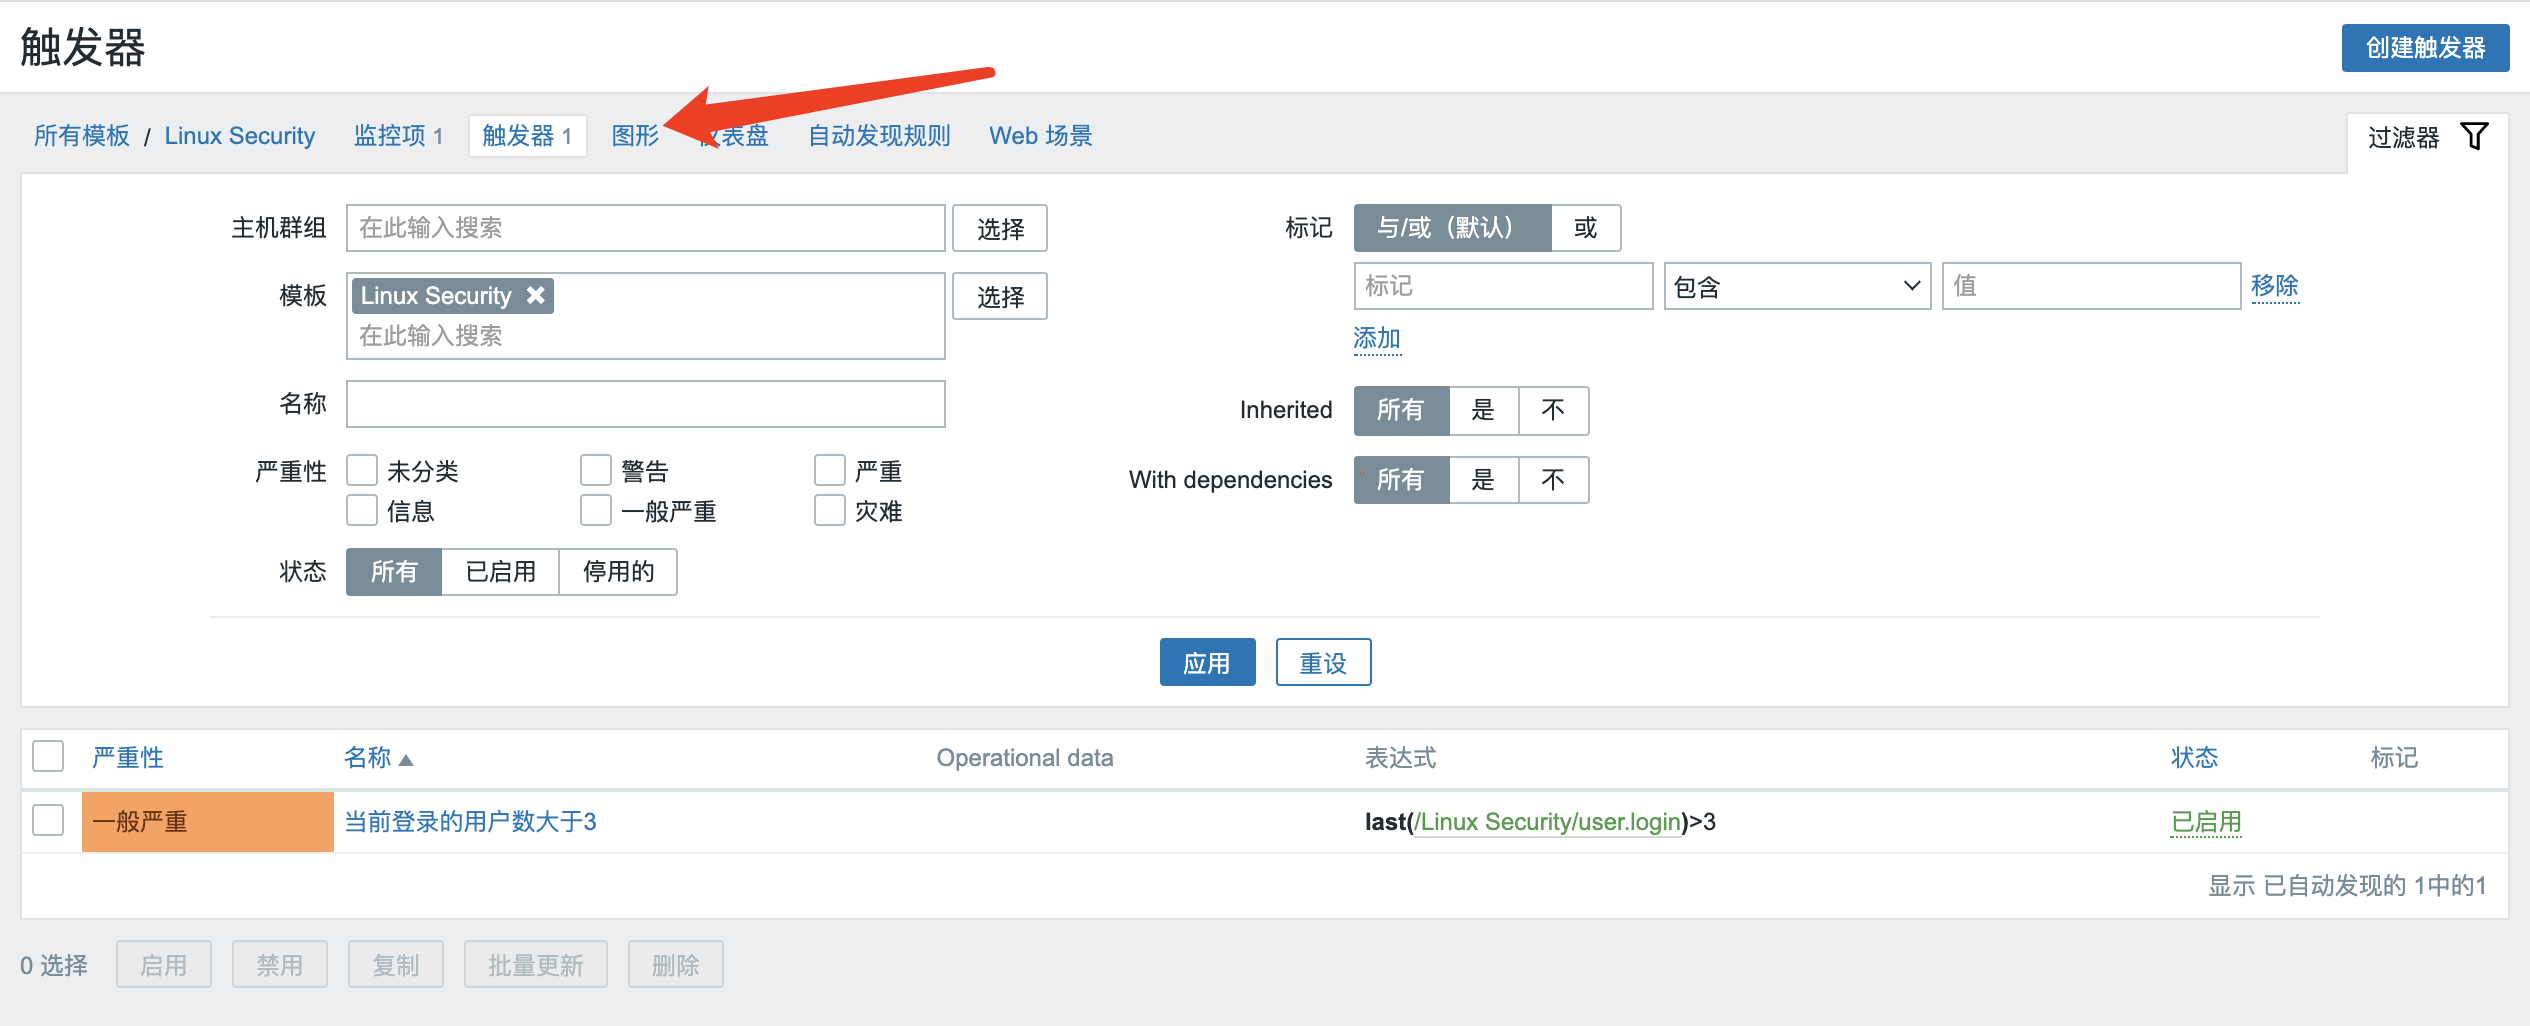 触发器
创建触发器
所有模板 / Linux Security 监控项 1 触发器 1 图形 表盘 自动发现规则 Web 场景
过滤器
主机群组 在此输入搜索 选择
模板 Linux Security 选择
在此输入搜索
名称
严重性 未分类 警告 严重
信息 一般严重 灾难
状态 所有 已启用 停用的
标记 与/或（默认） 或
标记 包含 值 移除
添加
Inherited 所有 是 不
With dependencies 所有 是 不
应用 重设
严重性 名称 Operational data 表达式 状态 标记
一般严重 当前登录的用户数大于3 last(/Linux Security/user.login)>3 已启用
显示 已自动发现的 1中的1
0 选择 启用 禁用 复制 批量更新 删除